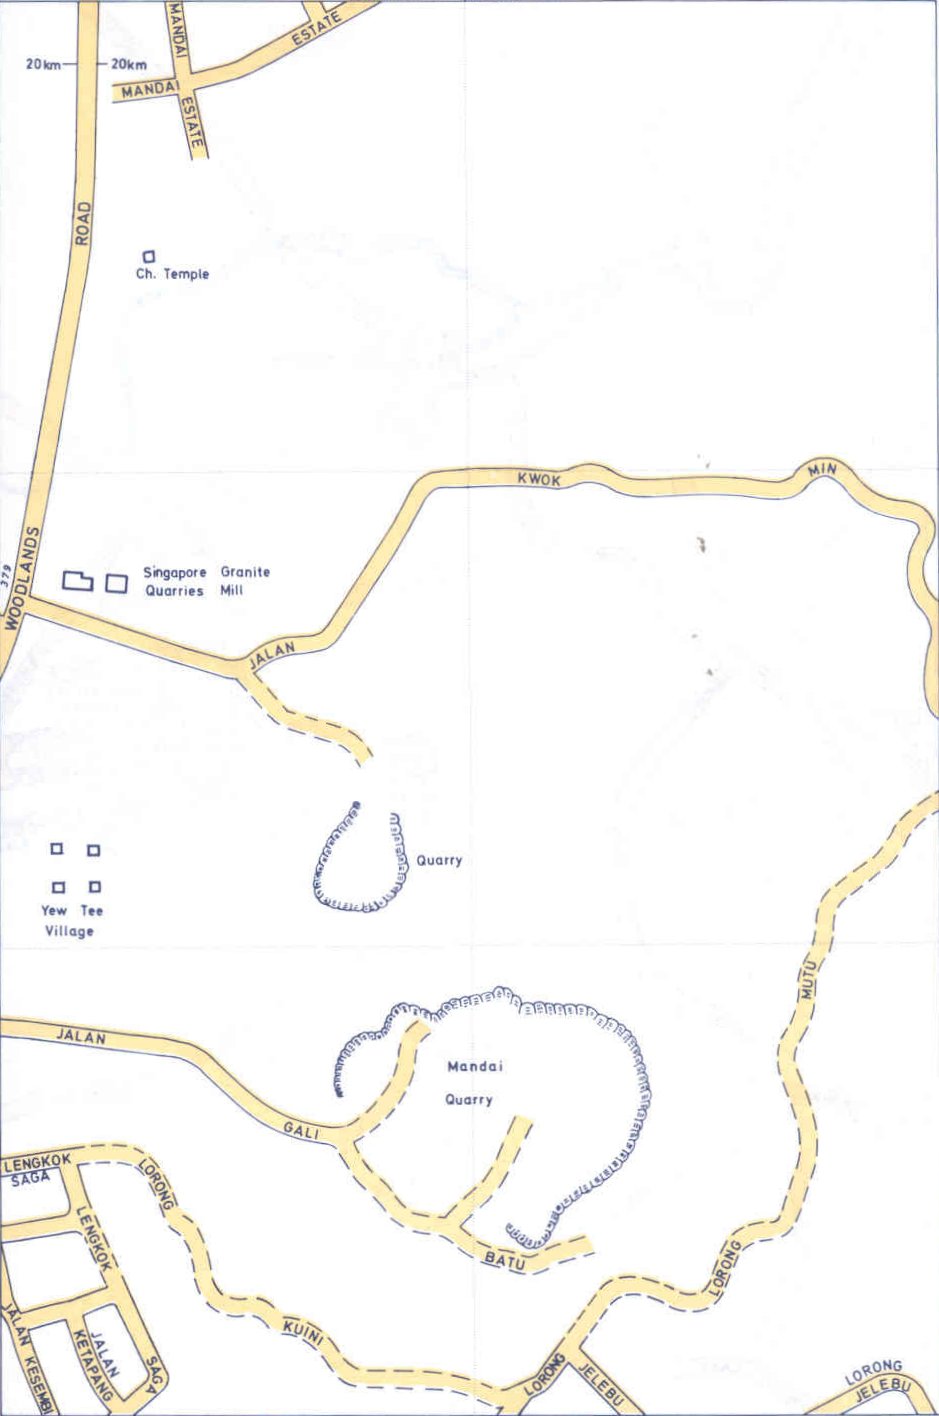 MANDAI
ESTATE
20km
20km
MANDAI
ESTATE
ROAD
Ch. Temple
KWOK
MIN
WOODLANDS
379
Singapore Granite
Quarries Mill
JALAN
Quarry
Yew Tee
Village
MUTU
JALAN
Mandai
Quarry
GALI
LENGKOK
SAGA
LORONG
LENGKOK
LORONG
BATU
KUINI
JALAN KESEMBI
JALAN
KETAPANG
SAGA
LORONG
JELEBU
LORONG
JELEBU